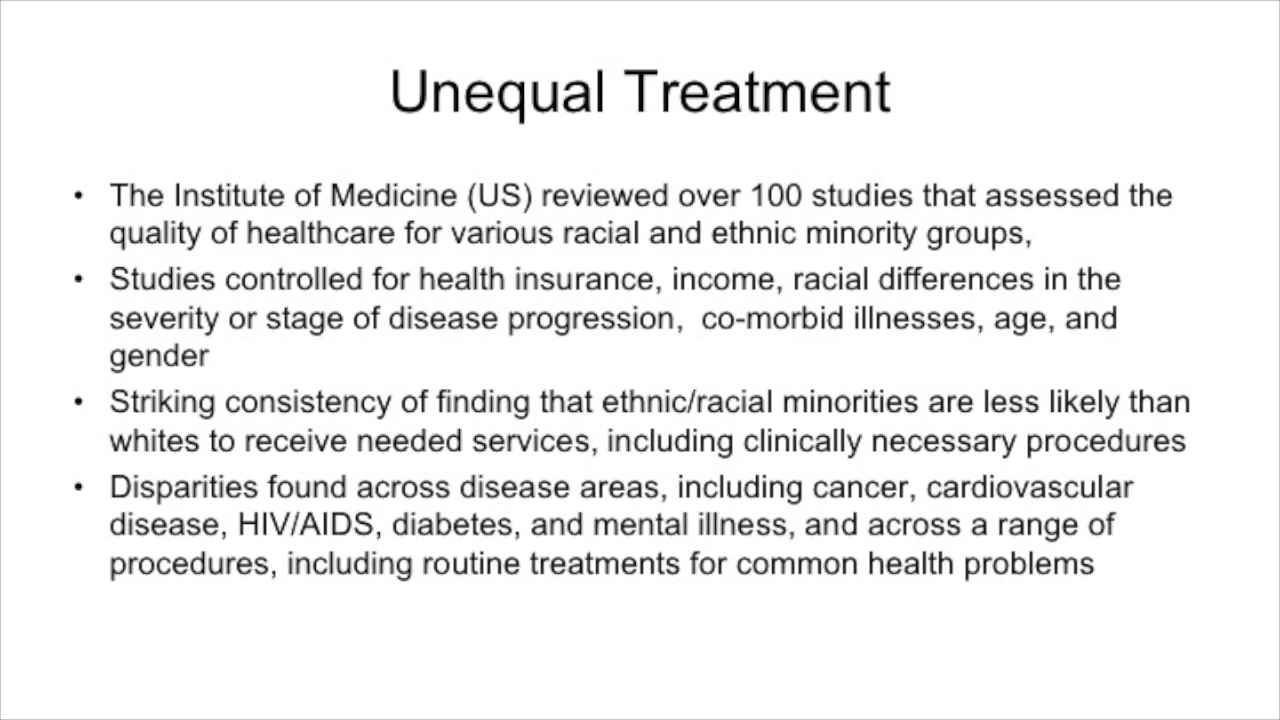 Unequal Treatment
• The Institute of Medicine (US) reviewed over 100 studies that assessed the
quality of healthcare for various racial and ethnic minority groups,
• Studies controlled for health insurance, income, racial differences in the
severity or stage of disease progression,  co-morbid illnesses, age, and
gender
• Striking consistency of finding that ethnic/racial minorities are less likely than
whites to receive needed services, including clinically necessary procedures
• Disparities found across disease areas, including cancer, cardiovascular
disease, HIV/AIDS, diabetes, and mental illness, and across a range of
procedures, including routine treatments for common health problems